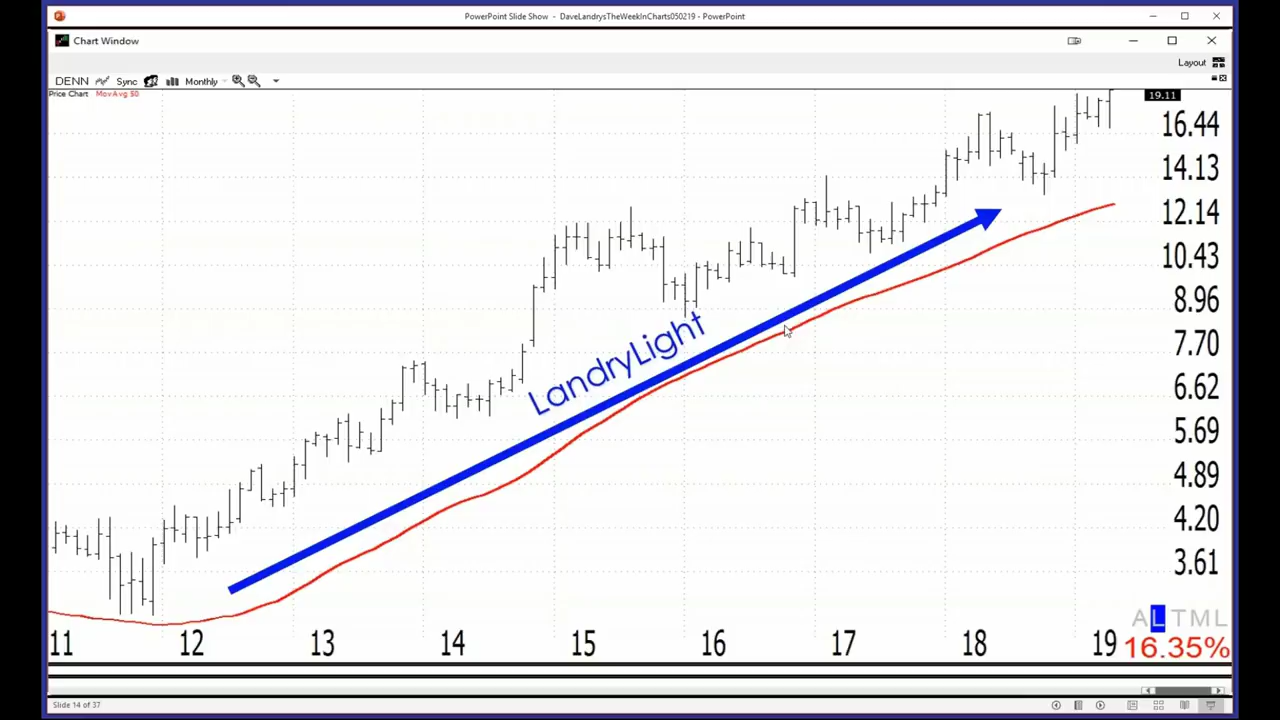 PowerPoint Slide Show - DaveLandrysTheWeekInCharts050219 - PowerPoint
Chart Window
Layout
DENN Sync Monthly
Price Chart MovAvg 50
19.11
16.44
14.13
12.14
10.43
8.96
7.70
6.62
5.69
4.89
4.20
3.61
LandryLight
ALTML
11 12 13 14 15 16 17 18 19
16.35%
Slide 14 of 37